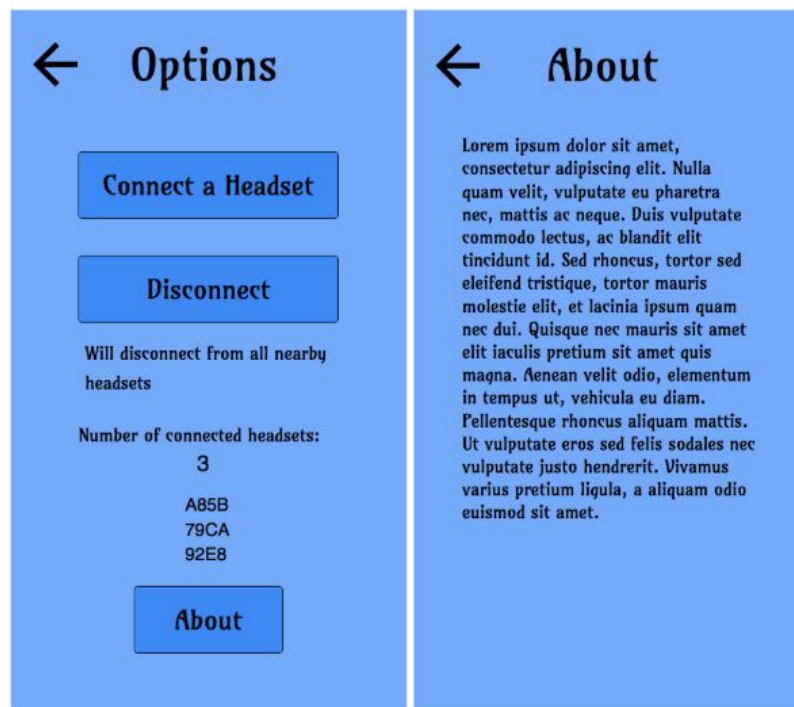 Options
Connect a Headset
Disconnect
Will disconnect from all nearby
headsets
Number of connected headsets:
3
A85B
79CA
92E8
About
About
Lorem ipsum dolor sit amet,
consectetur adipiscing elit. Nulla
quam velit, vulputate eu pharetra
nec, mattis ac neque. Duis vulputate
commodo lectus, ac blandit elit
tincidunt id. Sed rhoncus, tortor sed
eleifend tristique, tortor mauris
molestie elit, et lacinia ipsum quam
nec dui. Quisque nec mauris sit amet
elit iaculis pretium sit amet quis
magna. Aenean velit odio, elementum
in tempus ut, vehicula eu diam.
Pellentesque rhoncus aliquam mattis.
Ut vulputate eros sed felis sodales nec
vulputate justo hendrerit. Vivamus
varius pretium ligula, a aliquam odio
euismod sit amet.